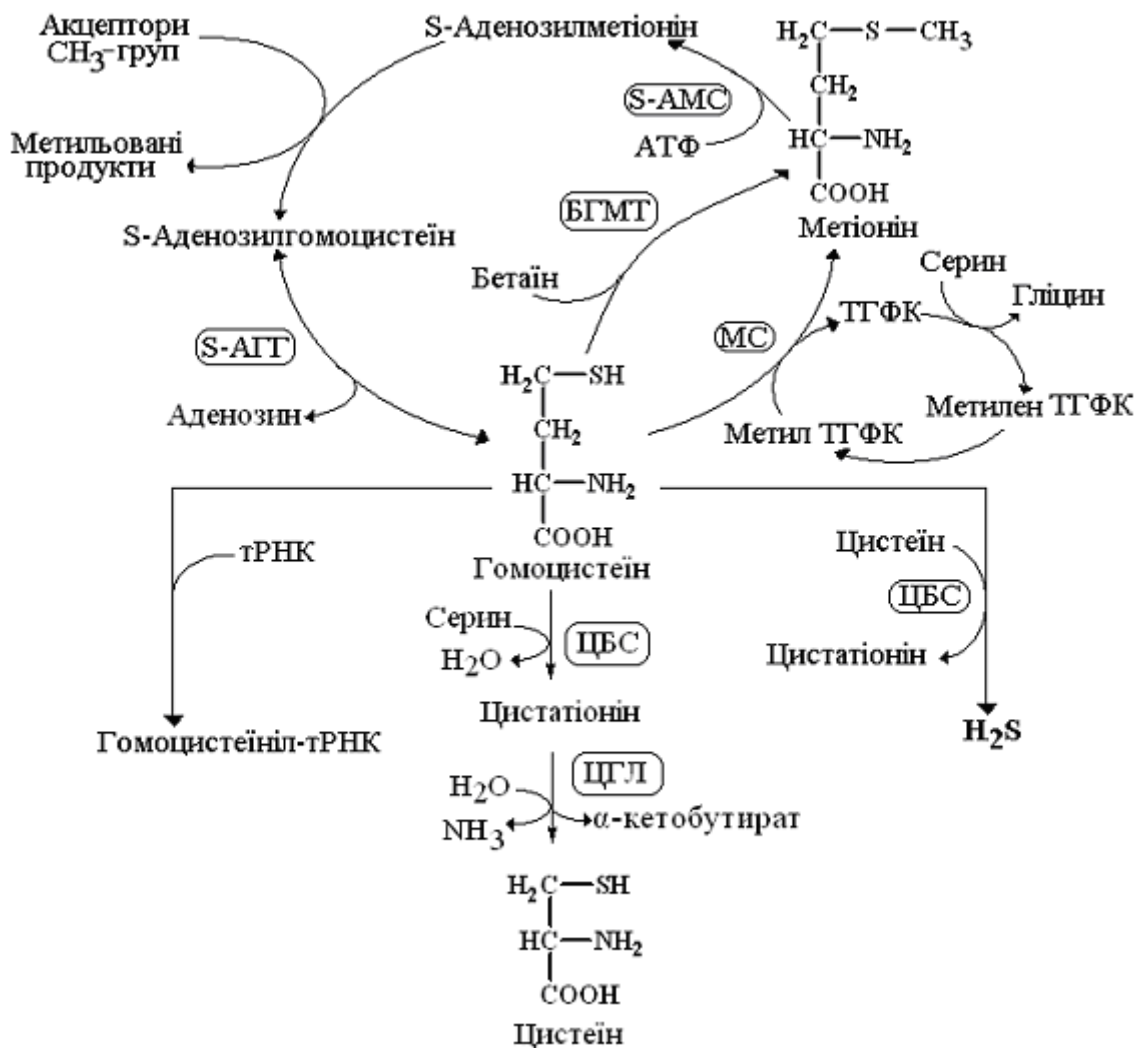 Акцептори
CH3-груп
S-Аденозилметіонін
H2C—S—CH3
CH2
S-АМС
АТФ
HC—NH2
COOH
Метильовані
продукти
БГМТ
Метіонін
S-Аденозилгомоцистеїн
Бетаїн
Серин
Гліцин
ТГФК
МС
S-АГТ
H2C—SH
Аденозин
CH2
Метил ТГФК
Метилен ТГФК
HC—NH2
COOH
Гомоцистеїн
тРНК
Цистеїн
ЦБС
Серин
H2O
ЦБС
Цистатіонін
Цистатіонін
Гомоцистеїніл-тРНК
H2S
H2O
ЦГЛ
NH3
α-кетобутират
H2C—SH
HC—NH2
COOH
Цистеїн